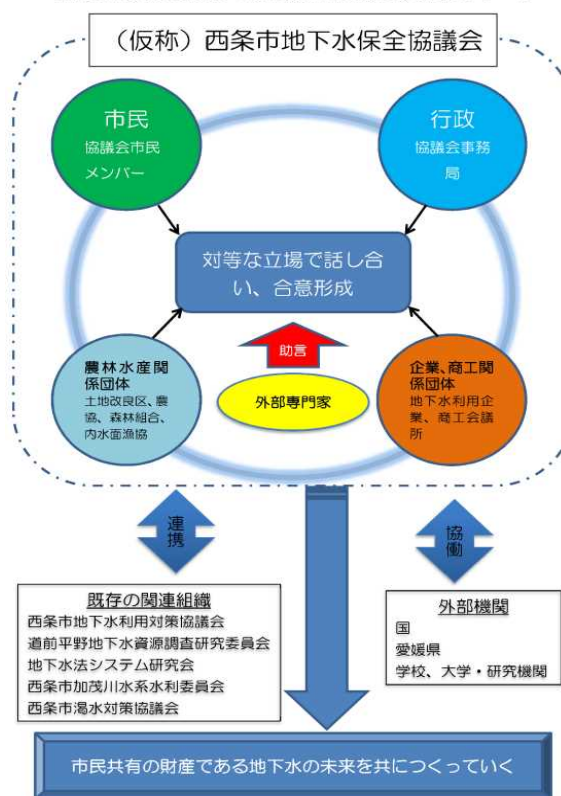 （仮称）西条市地下水保全協議会
市民
協議会市民
メンバー
行政
協議会事務
局
対等な立場で話し合
い、合意形成
助言
外部専門家
農林水産関
係団体
土地改良区、農
協、森林組合、
内水面漁協
企業、商工関
係団体
地下水利用企
業、商工会議
所
連携
協働
既存の関連組織
西条市地下水利用対策協議会
道前平野地下水資源調査研究委員会
地下水法システム研究会
西条市加茂川水系水利委員会
西条市渇水対策協議会
外部機関
国
愛媛県
学校、大学・研究機関
市民共有の財産である地下水の未来を共につくっていく